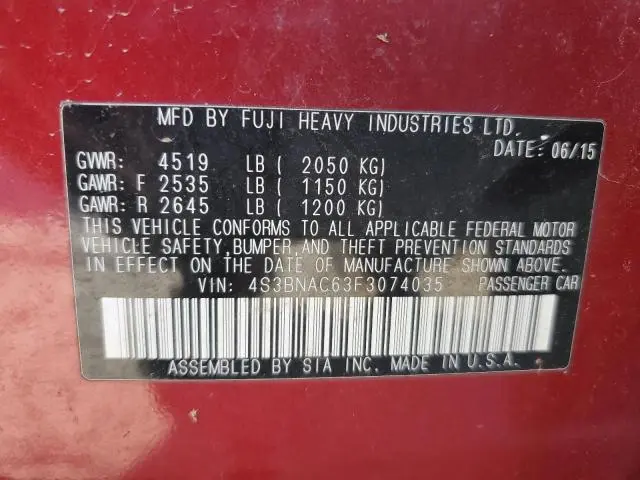 MFD BY FUJI HEAVY INDUSTRIES LTD.
DATE: 06/15
GVWR: 4519 LB ( 2050 KG)
GAWR: F 2535 LB ( 1150 KG)
GAWR: R 2645 LB ( 1200 KG)
THIS VEHICLE CONFORMS TO ALL APPLICABLE FEDERAL MOTOR
VEHICLE SAFETY, BUMPER, AND THEFT PREVENTION STANDARDS
IN EFFECT ON THE DATE OF MANUFACTURE SHOWN ABOVE.
VIN: 4S3BNAC63F3074035 PASSENGER CAR
ASSEMBLED BY SIA INC. MADE IN U.S.A.